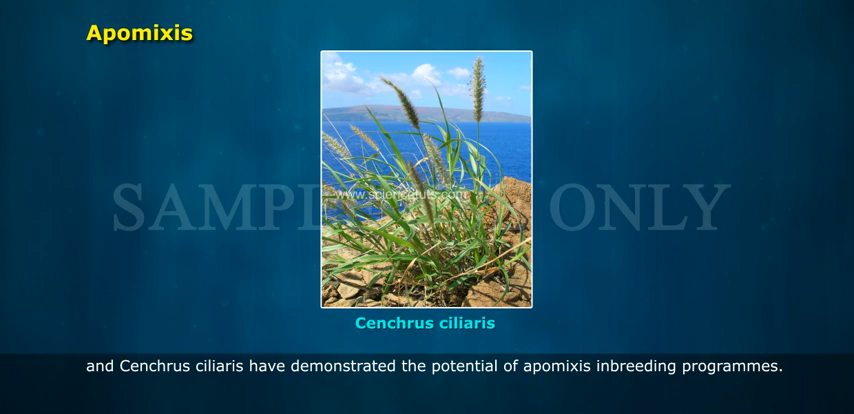 Apomixis
SAMPLE ONLY
www.sciencetuts.com
Cenchrus ciliaris
and Cenchrus ciliaris have demonstrated the potential of apomixis inbreeding programmes.